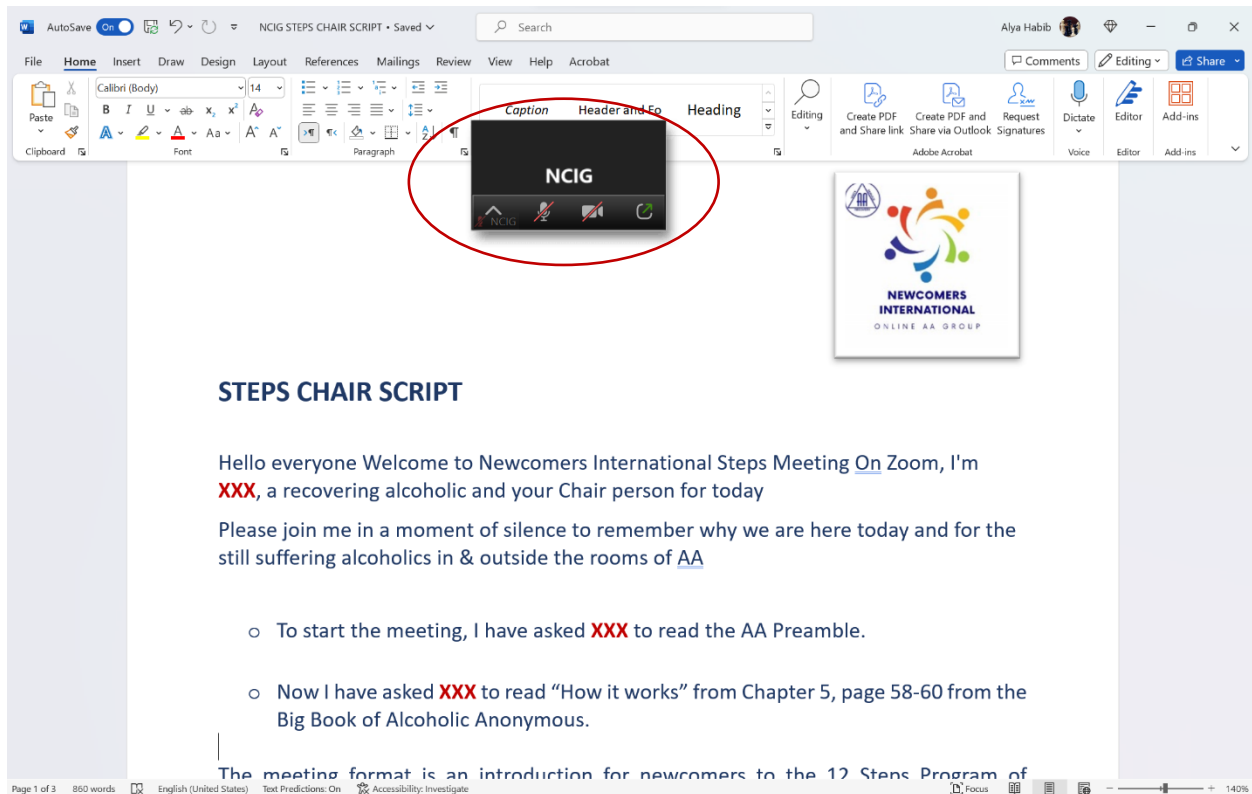 AutoSave On NCIG STEPS CHAIR SCRIPT • Saved Search Alya Habib
File Home Insert Draw Design Layout References Mailings Review View Help Acrobat Comments Editing Share
Calibri (Body) 14
Paste Caption Header and Fo Heading Editing Create PDF and Share link Create PDF and Share via Outlook Request Signatures Dictate Editor Add-ins
Clipboard Font Paragraph Adobe Acrobat Voice Editor Add-ins
NCIG
NCIG
AA
NEWCOMERS
INTERNATIONAL
ONLINE AA GROUP
STEPS CHAIR SCRIPT
Hello everyone Welcome to Newcomers International Steps Meeting On Zoom, I'm
XXX, a recovering alcoholic and your Chair person for today
Please join me in a moment of silence to remember why we are here today and for the
still suffering alcoholics in & outside the rooms of AA
o To start the meeting, I have asked XXX to read the AA Preamble.
o Now I have asked XXX to read “How it works” from Chapter 5, page 58-60 from the
Big Book of Alcoholic Anonymous.
The meeting format is an introduction for newcomers to the 12 Steps Program of
Page 1 of 3 860 words English (United States) Text Predictions: On Accessibility: Investigate Focus 140%